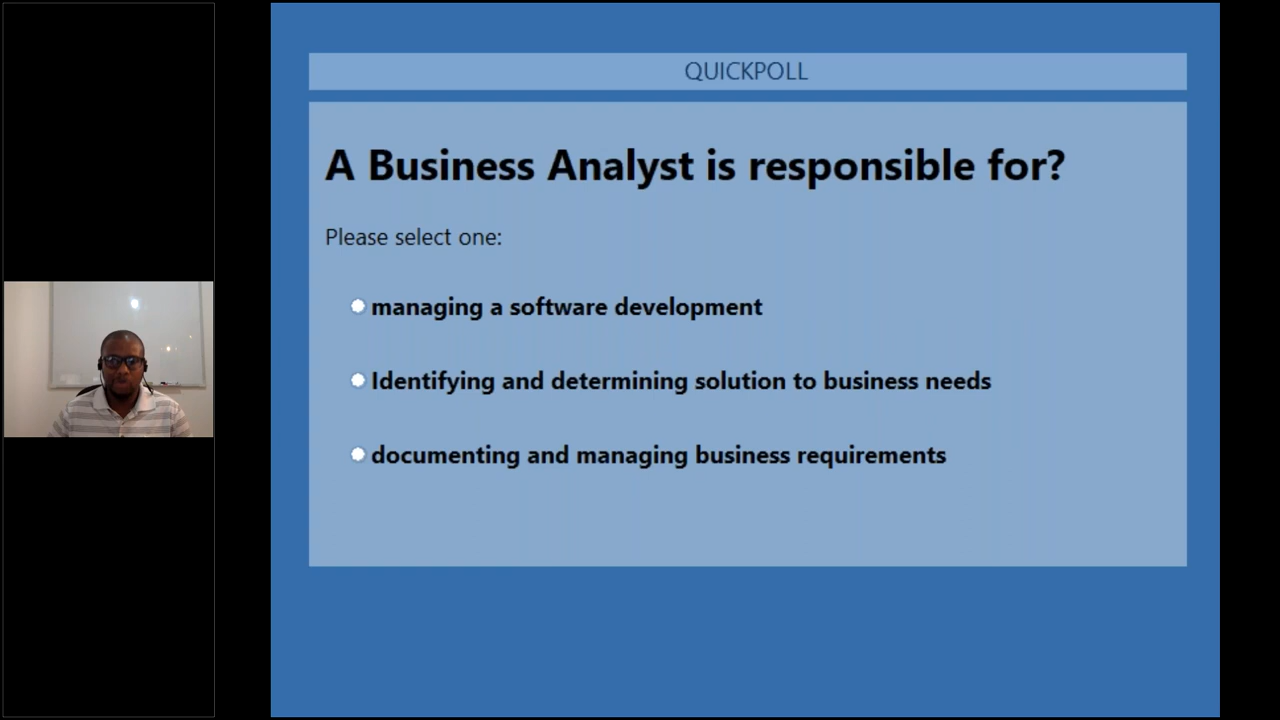 QUICKPOLL
A Business Analyst is responsible for?
Please select one:
managing a software development
Identifying and determining solution to business needs
documenting and managing business requirements